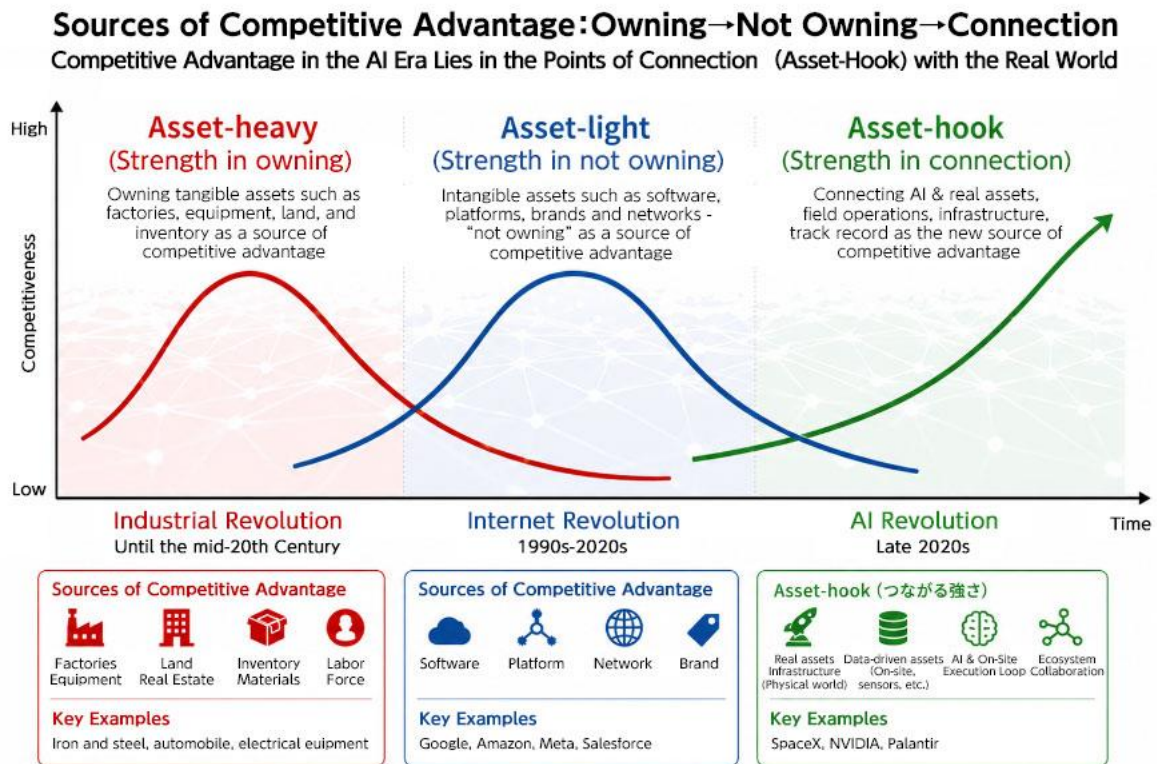 Sources of Competitive Advantage:Owning→Not Owning→Connection
Competitive Advantage in the AI Era Lies in the Points of Connection (Asset-Hook) with the Real World
High
Competitiveness
Low
Time
Asset-heavy
(Strength in owning)
Owning tangible assets such as
factories, equipment, land, and
inventory as a source of
competitive advantage
Asset-light
(Strength in not owning)
Intangible assets such as software,
platforms, brands and networks -
"not owning" as a source of
competitive advantage
Asset-hook
(Strength in connection)
Connecting AI & real assets,
field operations, infrastructure,
track record as the new source of
competitive advantage
Industrial Revolution
Until the mid-20th Century
Internet Revolution
1990s-2020s
AI Revolution
Late 2020s
Sources of Competitive Advantage
Factories
Equipment
Land
Real Estate
Inventory
Materials
Labor
Force
Key Examples
Iron and steel, automobile, electrical euipment
Sources of Competitive Advantage
Software
Platform
Network
Brand
Key Examples
Google, Amazon, Meta, Salesforce
Asset-hook (つながる強さ)
Real assets
Infrastructure
(Physical world)
Data-driven assets
(On-site,
sensors, etc.)
AI & On-Site
Execution Loop
Ecosystem
Collaboration
Key Examples
SpaceX, NVIDIA, Palantir